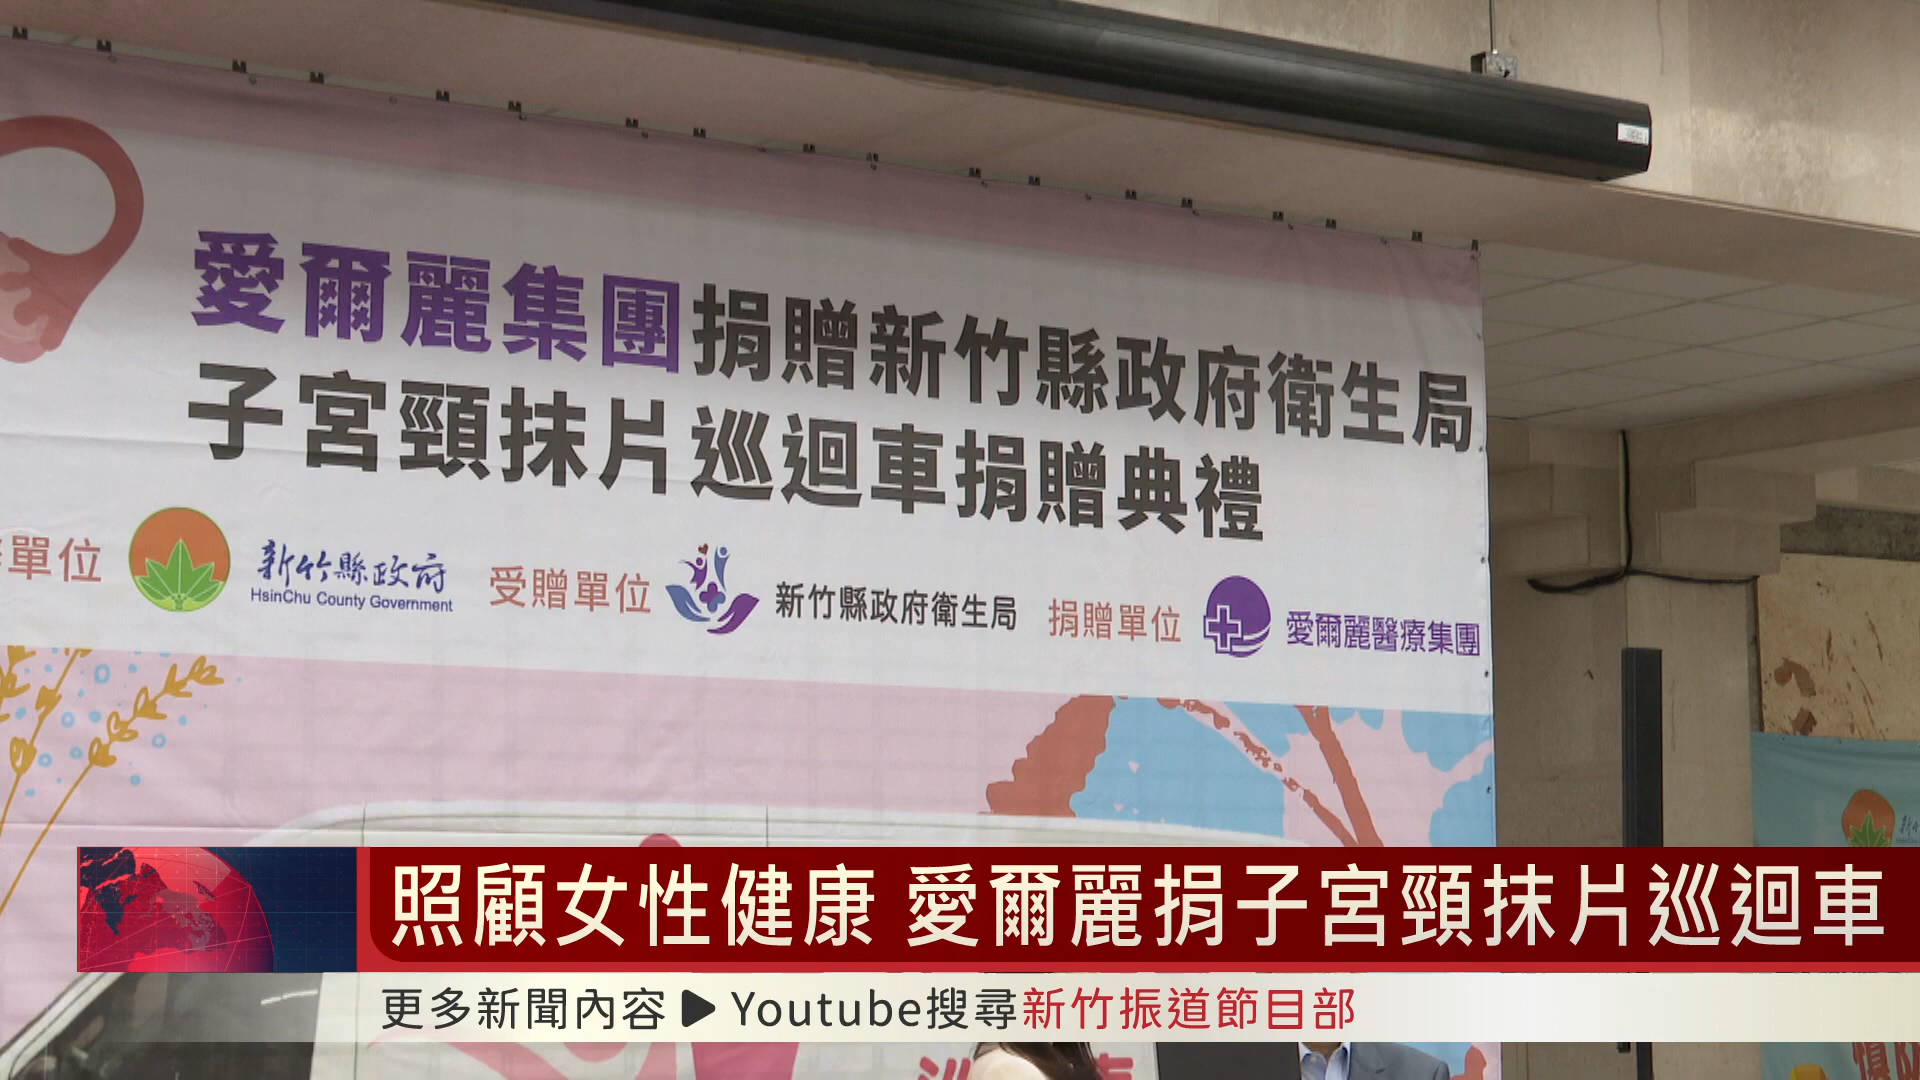 愛爾麗集團捐贈新竹縣政府衛生局
子宮頸抹片巡迴車捐贈典禮
單位 新竹縣政府 HsinChu County Government 受贈單位 新竹縣政府衛生局 捐贈單位 愛爾麗醫療集團
照顧女性健康 愛爾麗捐子宮頸抹片巡迴車
更多新聞內容▶Youtube搜尋新竹振道節目部